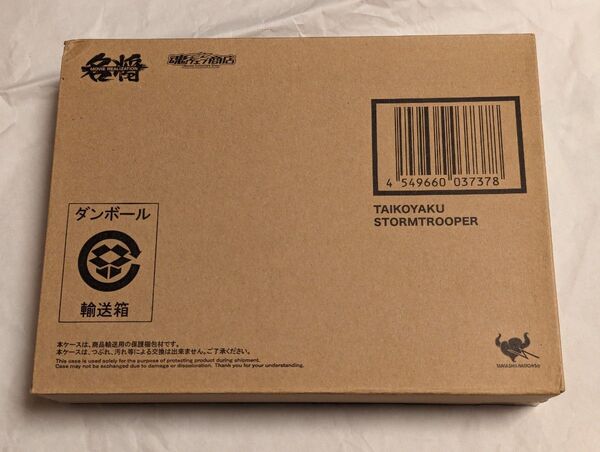 名将
MOVIE REALIZATION
魂ウェブ商店
4 549660 037378
TAIKOYAKU
STORMTROOPER
ダンボール
輸送箱
本ケースは、商品輸送用の保護梱包材です。
本ケースは、つぶれ、汚れ等による交換は出来ません。ご了承ください。
This case is used solely for the purpose of protecting product during shipment.
Case may not be exchanged due to damage or discoloration. Thank you for your understanding.
TAMASHII NATIONS